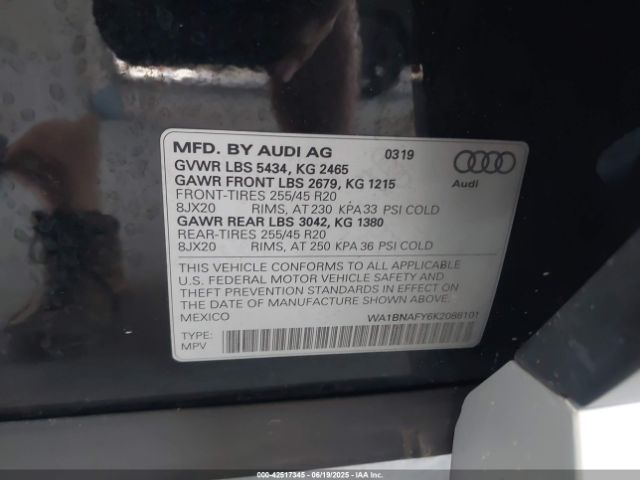 MFD. BY AUDI AG 0319
GVWR LBS 5434, KG 2465
GAWR FRONT LBS 2679, KG 1215
FRONT-TIRES 255/45 R20
8JX20 RIMS, AT 230 KPA 33 PSI COLD
GAWR REAR LBS 3042, KG 1380
REAR-TIRES 255/45 R20
8JX20 RIMS, AT 250 KPA 36 PSI COLD
Audi
THIS VEHICLE CONFORMS TO ALL APPLICABLE
U.S. FEDERAL MOTOR VEHICLE SAFETY AND
THEFT PREVENTION STANDARDS IN EFFECT ON
THE DATE OF MANUFACTURE SHOWN ABOVE
MEXICO WA1BNAFY6K2088101
TYPE:
MPV
IAA - 42517345 - 06/19/2025 - COPYRIGHT IAA, LLC